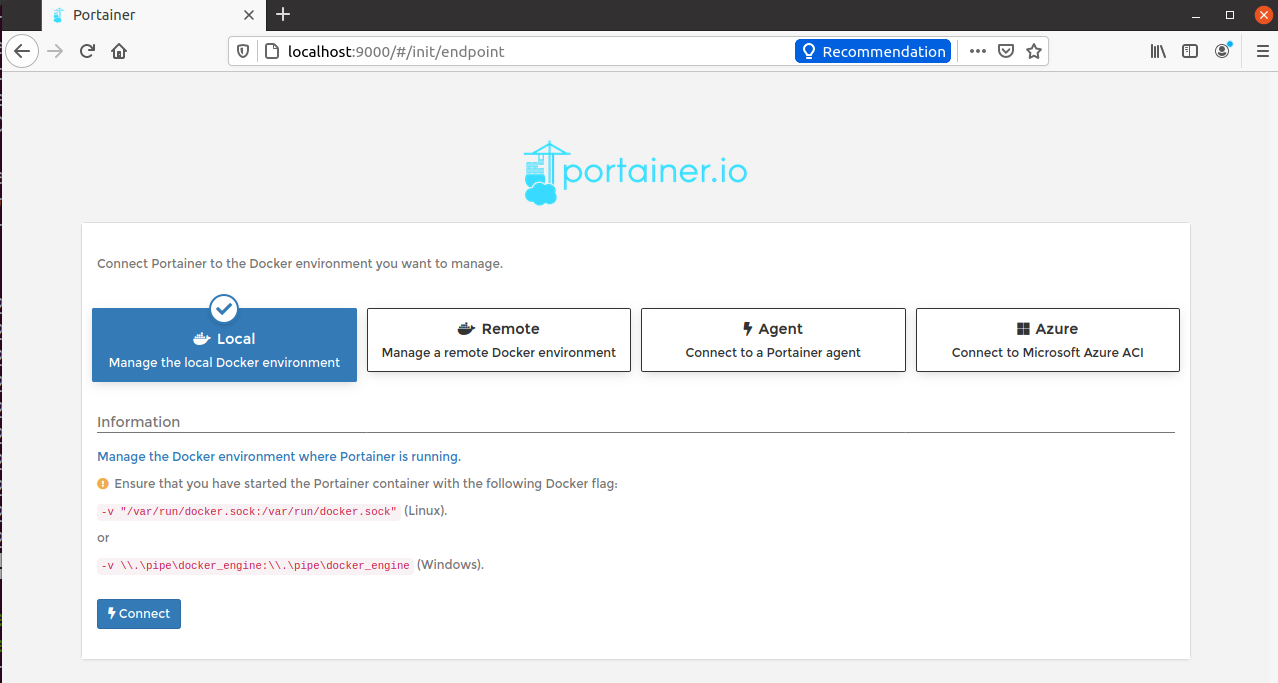 Portainer
localhost:9000/#/init/endpoint
Recommendation
portainer.io
Connect Portainer to the Docker environment you want to manage.
Local
Manage the local Docker environment
Remote
Manage a remote Docker environment
Agent
Connect to a Portainer agent
Azure
Connect to Microsoft Azure ACI
Information
Manage the Docker environment where Portainer is running.
Ensure that you have started the Portainer container with the following Docker flag:
-v "/var/run/docker.sock:/var/run/docker.sock" (Linux).
or
-v \\.\pipe\docker_engine:\\.\pipe\docker_engine (Windows).
Connect